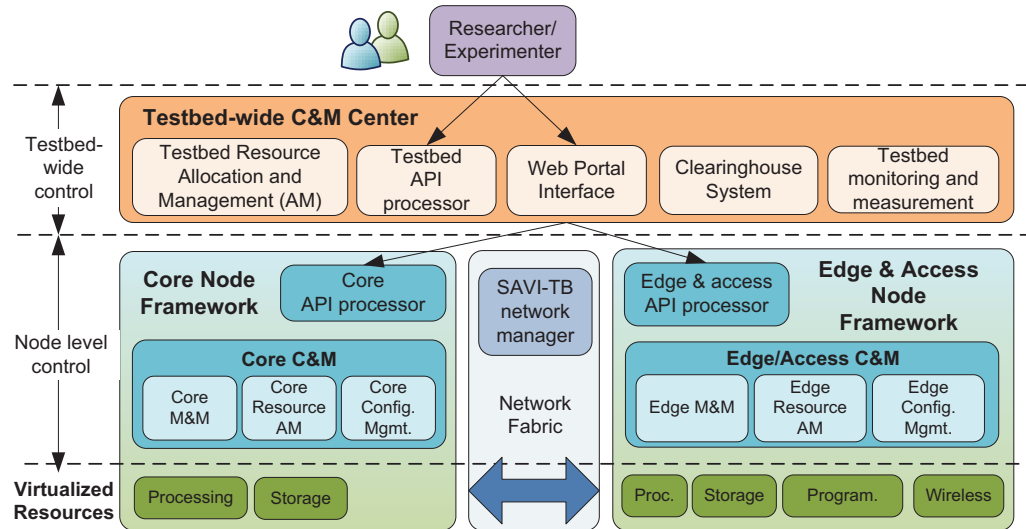 Researcher/
Experimenter
Testbed-
wide
control
Testbed-wide C&M Center
Testbed Resource
Allocation and
Management (AM)
Testbed
API
processor
Web Portal
Interface
Clearinghouse
System
Testbed
monitoring and
measurement
Node level
control
Core Node
Framework
Core
API processor
Core C&M
Core
M&M
Core
Resource
AM
Core
Config.
Mgmt.
SAVI-TB
network
manager
Network
Fabric
Edge & access
API processor
Edge & Access
Node
Framework
Edge/Access C&M
Edge M&M
Edge
Resource
AM
Edge
Config.
Mgmt.
Virtualized
Resources
Processing
Storage
Proc.
Storage
Program.
Wireless